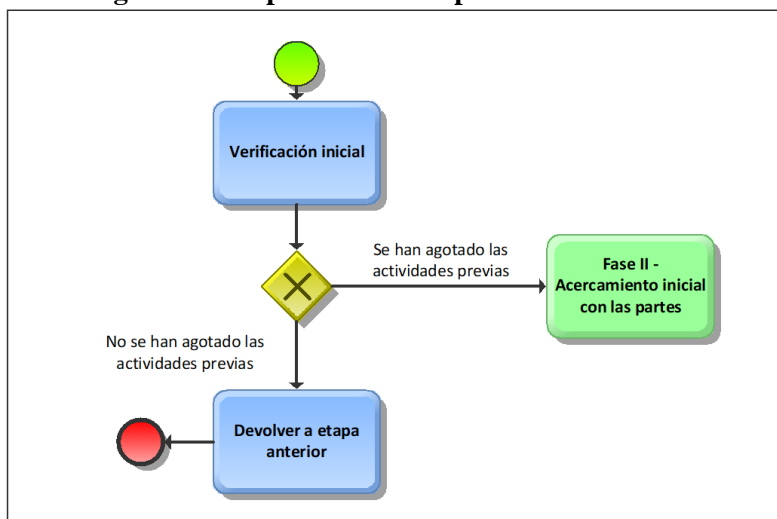 Verificación inicial
Se han agotado las
actividades previas
Fase II -
Acercamiento inicial
con las partes
No se han agotado las
actividades previas
Devolver a etapa
anterior